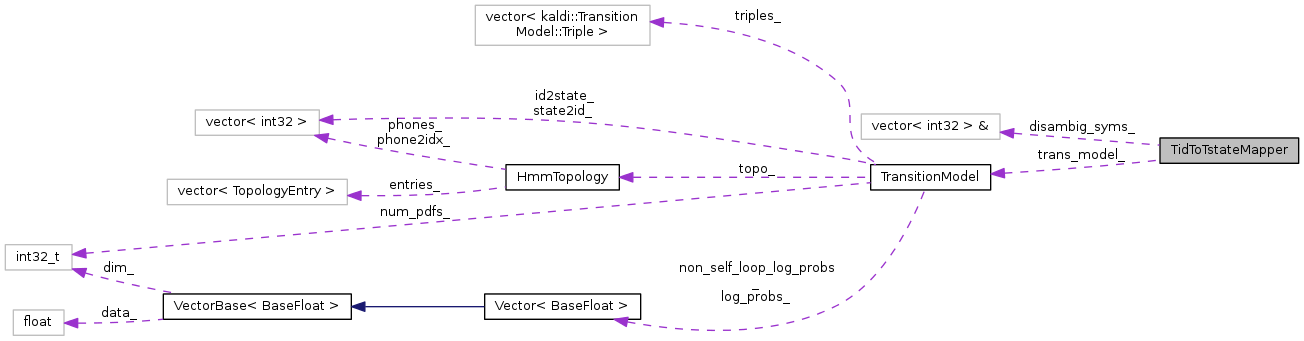 vector< kaldi::Transition
Model::Triple >
triples_
id2state_
state2id_
vector< int32 >
phones_
phone2idx_
vector< int32 > &
disambig_syms_
TidToTstateMapper
trans_model_
topo_
HmmTopology
TransitionModel
entries_
vector< TopologyEntry >
num_pdfs_
int32_t
dim_
non_self_loop_log_probs
_
log_probs_
VectorBase< BaseFloat >
Vector< BaseFloat >
data_
float